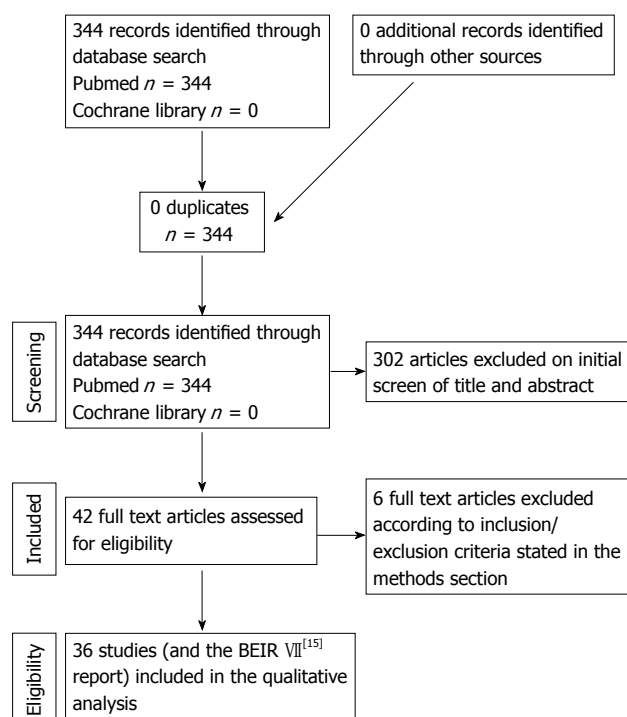 344 records identified through
database search
Pubmed n = 344
Cochrane library n = 0
0 additional records identified
through other sources
0 duplicates
n = 344
Screening
344 records identified through
database search
Pubmed n = 344
Cochrane library n = 0
302 articles excluded on initial
screen of title and abstract
Included
42 full text articles assessed
for eligibility
6 full text articles excluded
according to inclusion/
exclusion criteria stated in the
methods section
Eligibility
36 studies (and the BEIR Ⅶ[15]
report) included in the qualitative
analysis